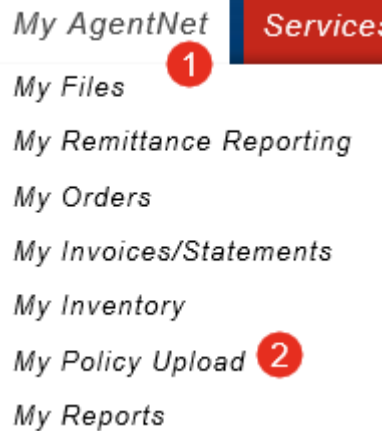 My AgentNet Services
1
My Files
My Remittance Reporting
My Orders
My Invoices/Statements
My Inventory
My Policy Upload 2
My Reports